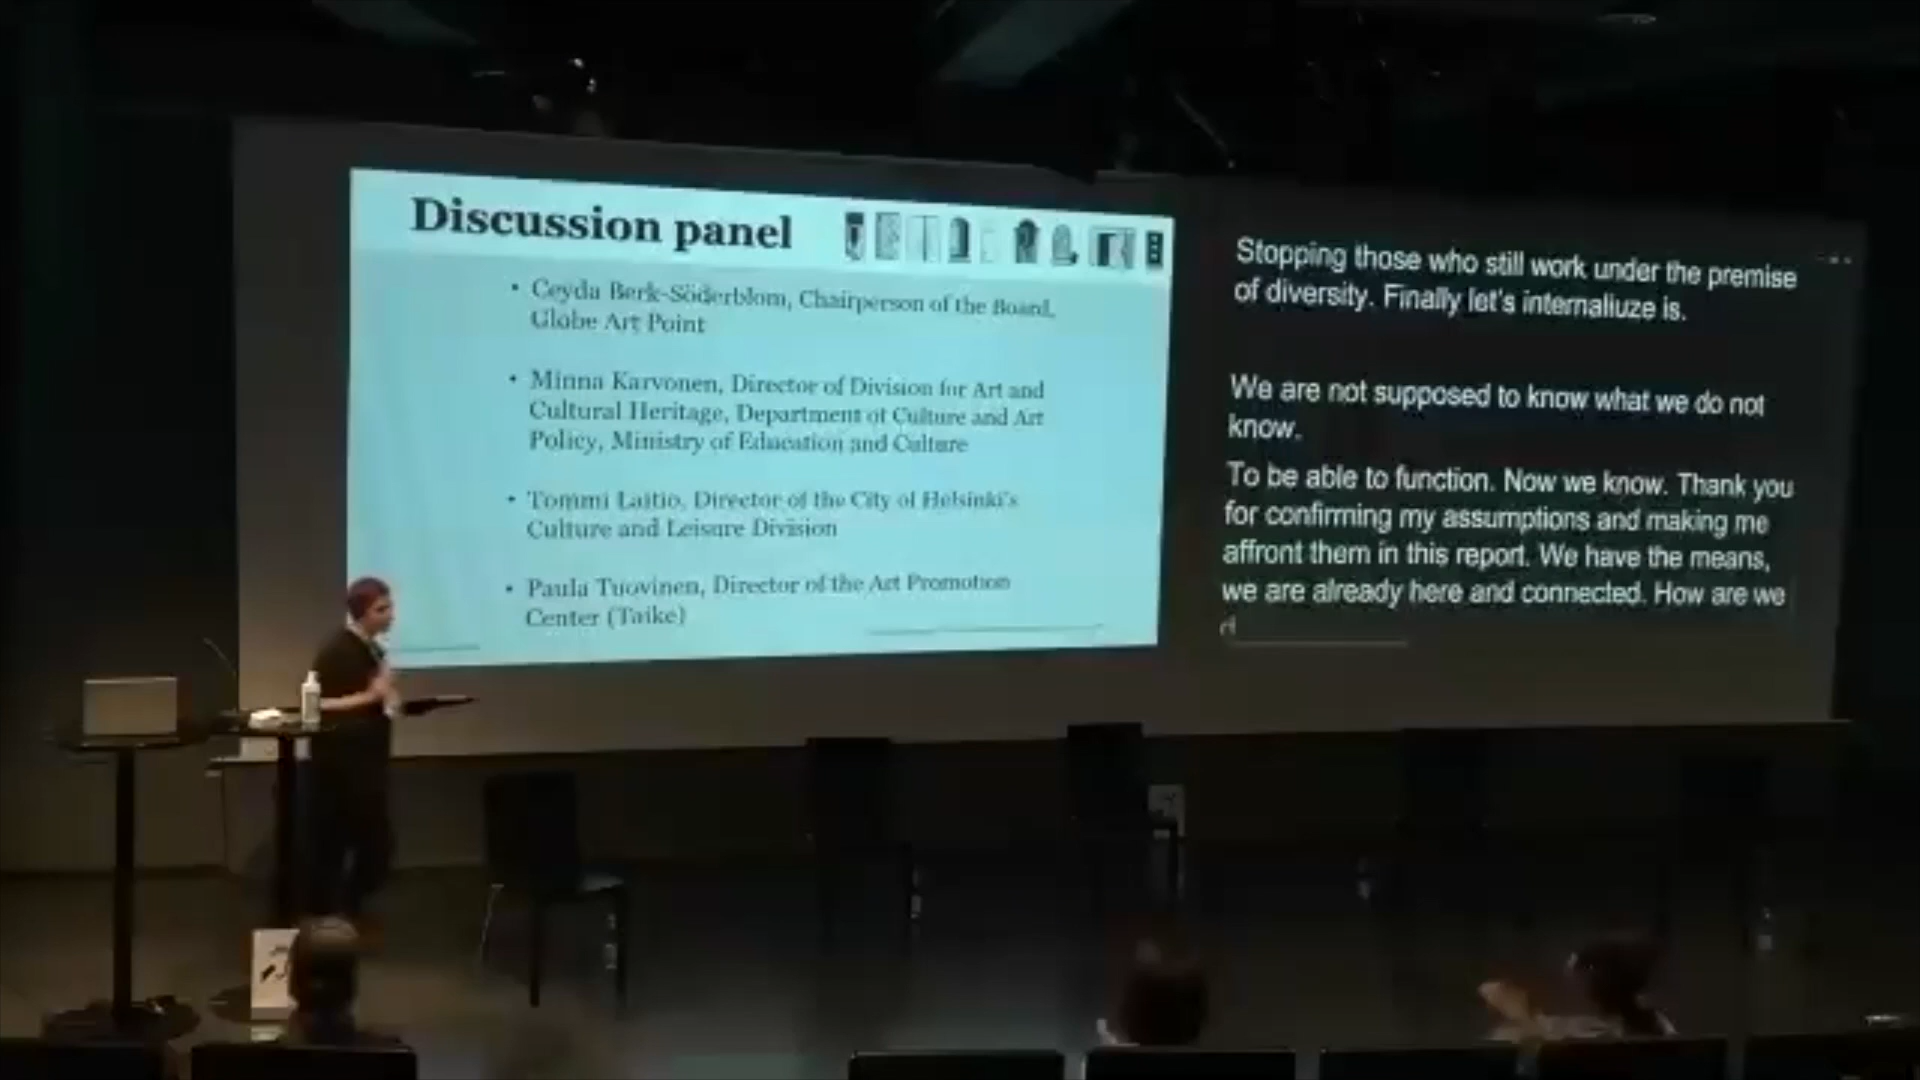 Discussion panel
• Ceyda Berk-Söderblom, Chairperson of the Board,
Globe Art Point
• Minna Karvonen, Director of Division for Art and
Cultural Heritage, Department of Culture and Art
Policy, Ministry of Education and Culture
• Tommi Laitio, Director of the City of Helsinki's
Culture and Leisure Division
• Paula Tuovinen, Director of the Art Promotion
Center (Taike)
Stopping those who still work under the premise
of diversity. Finally let's internaliuze is.
We are not supposed to know what we do not
know.
To be able to function. Now we know. Thank you
for confirming my assumptions and making me
affront them in this report. We have the means,
we are already here and connected. How are we
d